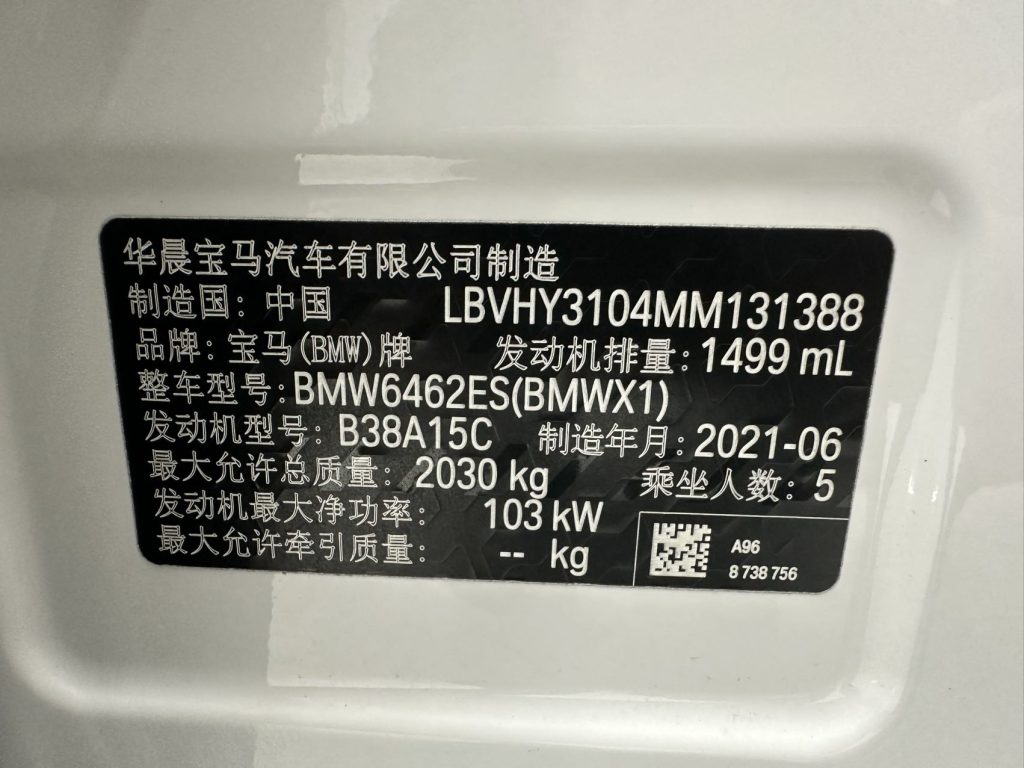 华晨宝马汽车有限公司制造
制造国: 中国 LBVHY3104MM131388
品牌: 宝马(BMW)牌 发动机排量: 1499 mL
整车型号: BMW6462ES(BMWX1)
发动机型号: B38A15C 制造年月: 2021-06
最大允许总质量: 2030 kg 乘坐人数: 5
发动机最大净功率: 103 kW
最大允许牵引质量: -- kg
A96
8 738 756